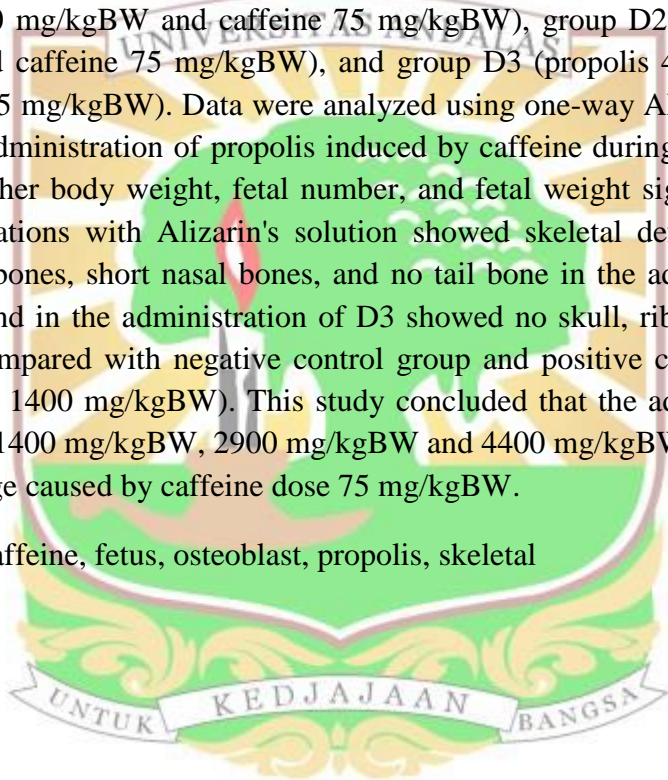 0 mg/kgBW and caffeine 75 mg/kgBW), group D2
UNIVERSITAS ANDALAS
d caffeine 75 mg/kgBW), and group D3 (propolis 4
5 mg/kgBW). Data were analyzed using one-way A
dministration of propolis induced by caffeine during
her body weight, fetal number, and fetal weight sig
ations with Alizarin's solution showed skeletal de
bones, short nasal bones, and no tail bone in the a
nd in the administration of D3 showed no skull, rib
mpared with negative control group and positive c
1400 mg/kgBW). This study concluded that the a
1400 mg/kgBW, 2900 mg/kgBW and 4400 mg/kgBW
ge caused by caffeine dose 75 mg/kgBW.
affeine, fetus, osteoblast, propolis, skeletal
UNTUK KEDJAJAAN BANGSA